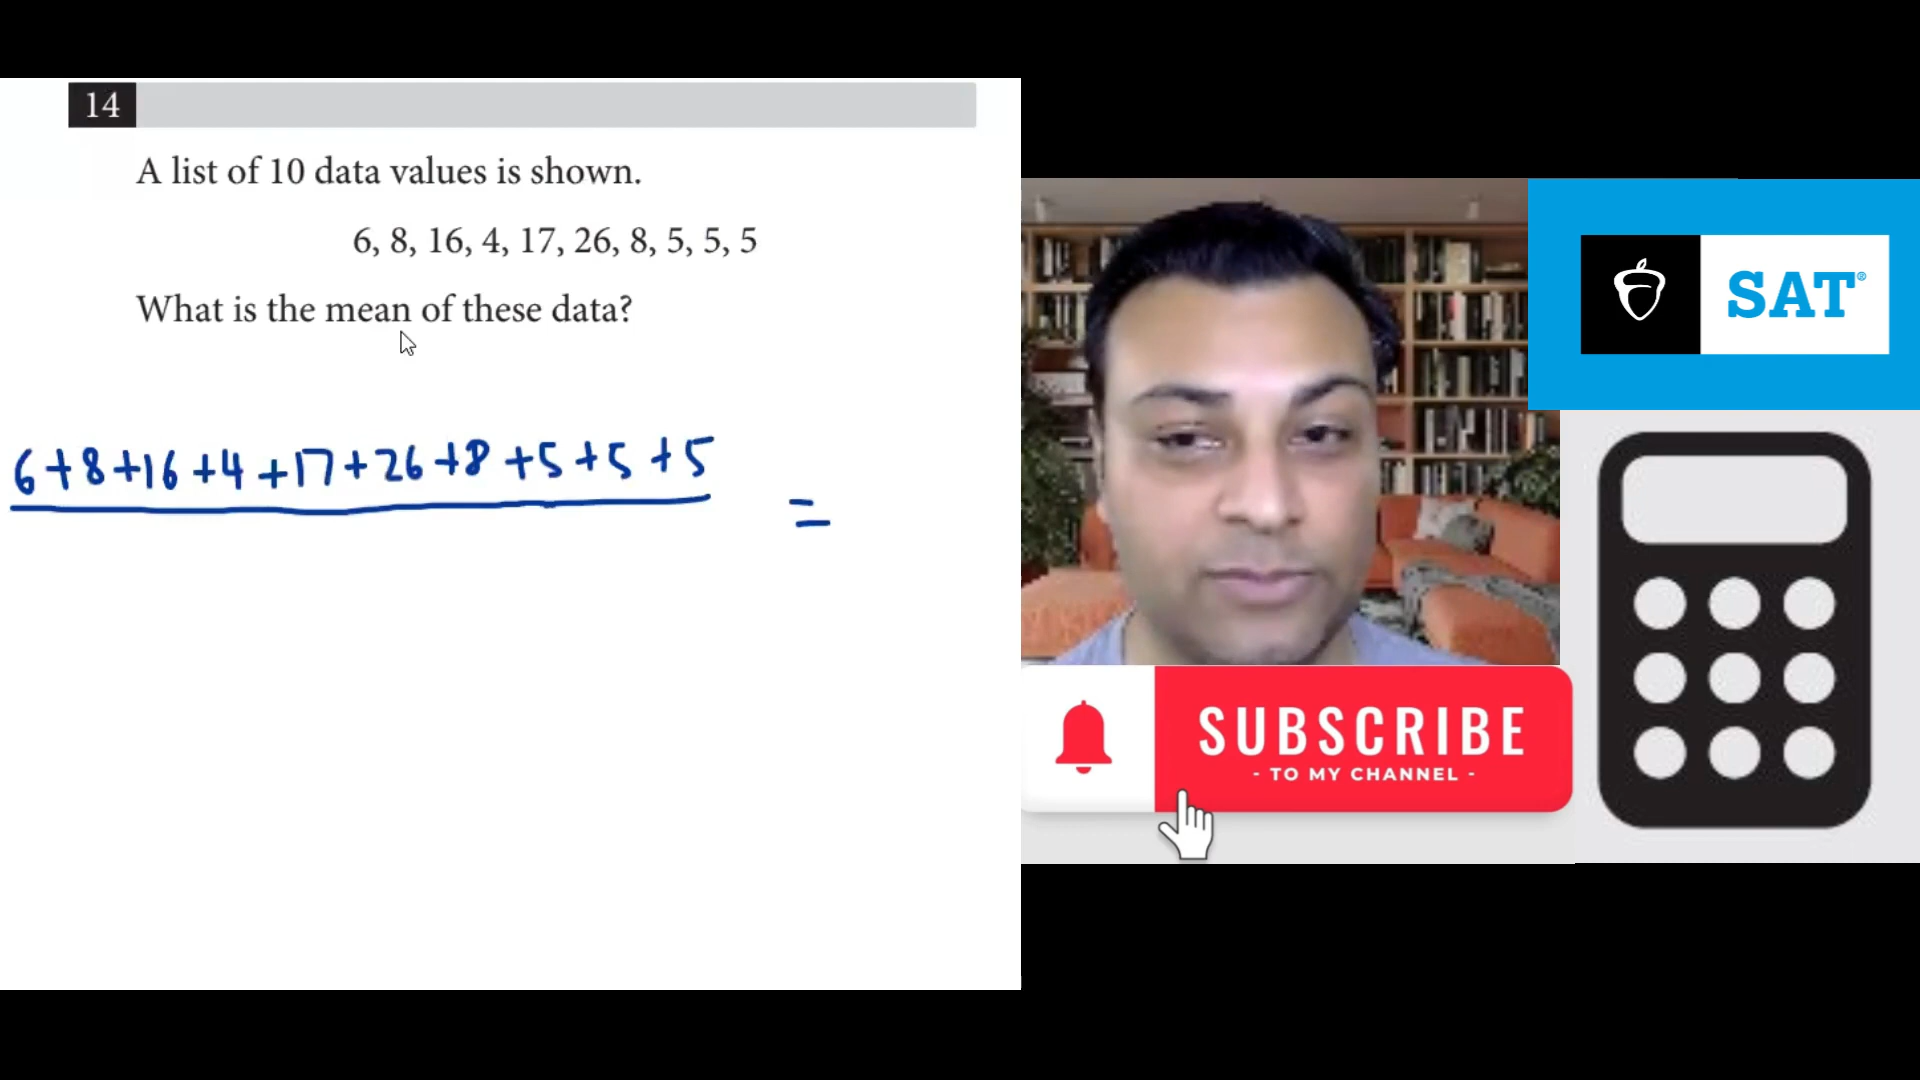 14
A list of 10 data values is shown.
6, 8, 16, 4, 17, 26, 8, 5, 5, 5
What is the mean of these data?
6+8+16+4+17+26+8+5+5+5
=
SAT®
SUBSCRIBE
- TO MY CHANNEL -